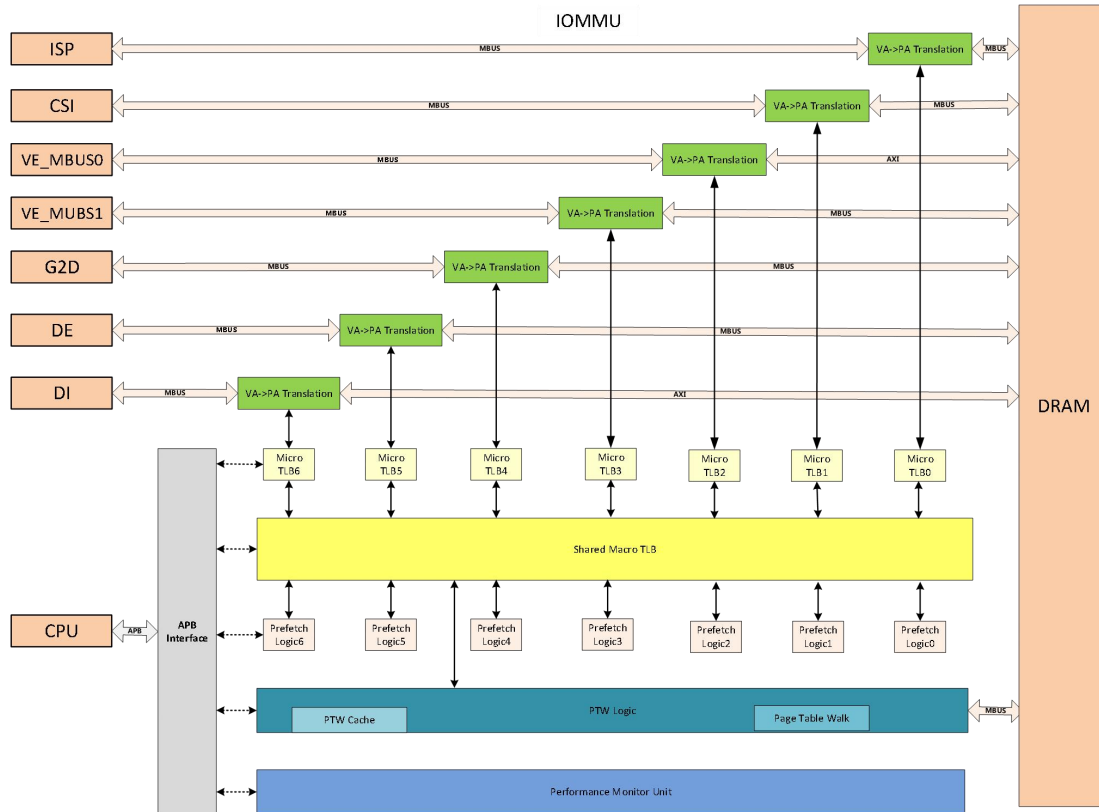 IOMMU
ISP
MBUS
VA->PA Translation
MBUS
CSI
MBUS
VA->PA Translation
MBUS
VE_MBUS0
MBUS
VA->PA Translation
AXI
VE_MUBS1
MBUS
VA->PA Translation
MBUS
G2D
MBUS
VA->PA Translation
MBUS
DE
MBUS
VA->PA Translation
MBUS
DI
MBUS
VA->PA Translation
AXI
DRAM
Micro
TLB6
Micro
TLB5
Micro
TLB4
Micro
TLB3
Micro
TLB2
Micro
TLB1
Micro
TLB0
Shared Macro TLB
CPU
APB
APB
Interface
Prefetch
Logic6
Prefetch
Logic5
Prefetch
Logic4
Prefetch
Logic3
Prefetch
Logic2
Prefetch
Logic1
Prefetch
Logic0
PTW Logic
PTW Cache
Page Table Walk
MBUS
Performance Monitor Unit